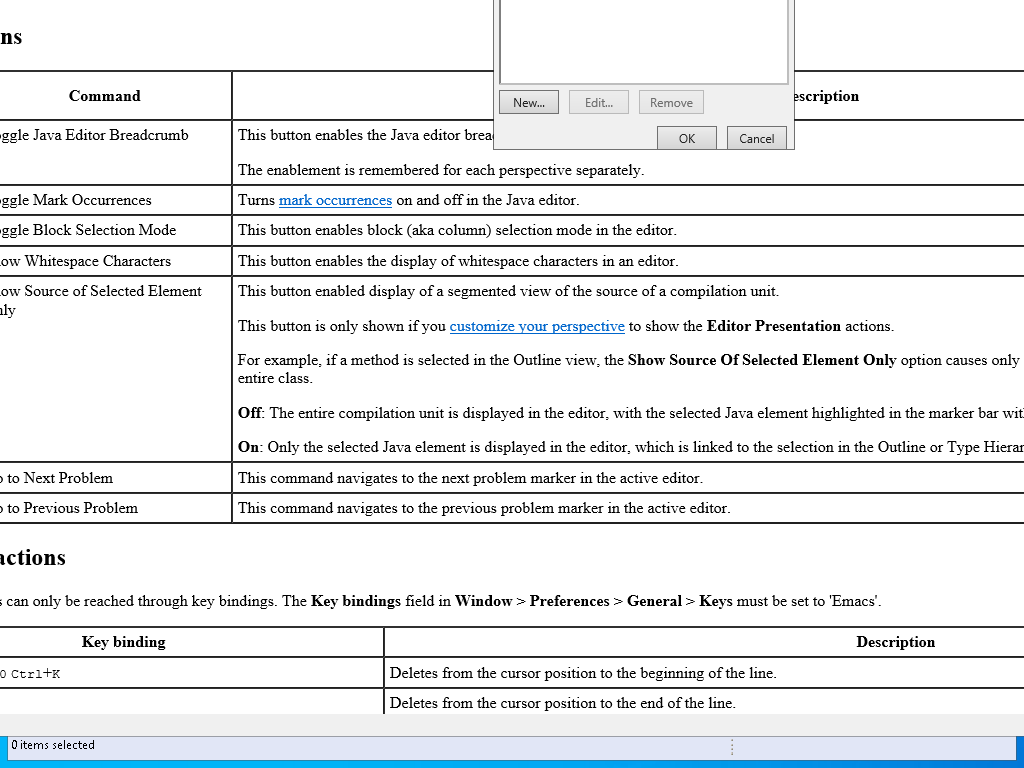 ns
Command
escription
New...
Edit...
Remove
OK
Cancel
ggle Java Editor Breadcrumb
This button enables the Java editor brea
The enablement is remembered for each perspective separately.
ggle Mark Occurrences
Turns mark occurrences on and off in the Java editor.
ggle Block Selection Mode
This button enables block (aka column) selection mode in the editor.
ow Whitespace Characters
This button enables the display of whitespace characters in an editor.
ow Source of Selected Element
nly
This button enabled display of a segmented view of the source of a compilation unit.
This button is only shown if you customize your perspective to show the Editor Presentation actions.
For example, if a method is selected in the Outline view, the Show Source Of Selected Element Only option causes only
entire class.
Off: The entire compilation unit is displayed in the editor, with the selected Java element highlighted in the marker bar wit
On: Only the selected Java element is displayed in the editor, which is linked to the selection in the Outline or Type Hierar
o to Next Problem
This command navigates to the next problem marker in the active editor.
o to Previous Problem
This command navigates to the previous problem marker in the active editor.
actions
s can only be reached through key bindings. The Key bindings field in Window > Preferences > General > Keys must be set to 'Emacs'.
Key binding
Description
0 Ctrl+K
Deletes from the cursor position to the beginning of the line.
Deletes from the cursor position to the end of the line.
0 items selected